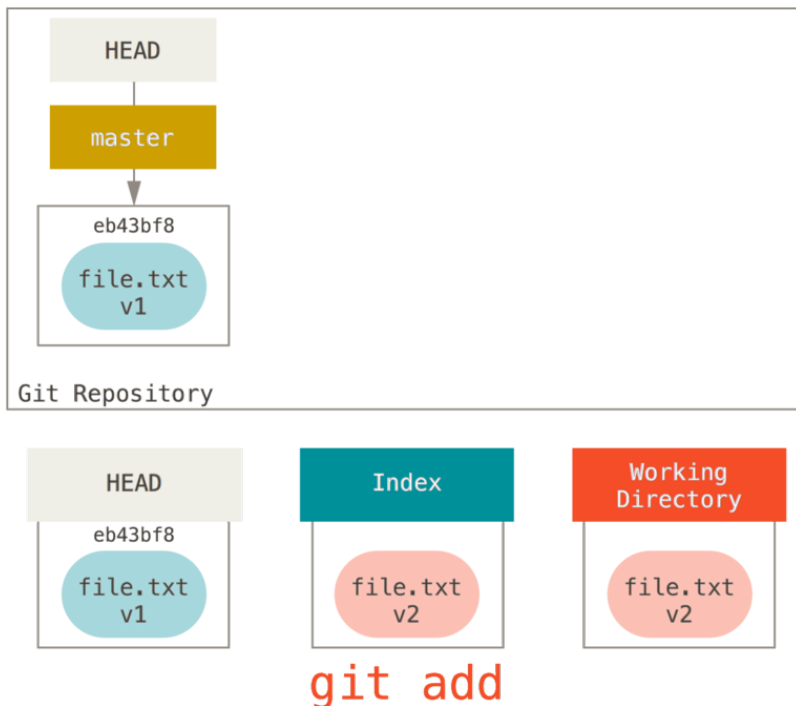 HEAD
master
eb43bf8
file.txt
v1
Git Repository
HEAD
Index
Working
Directory
eb43bf8
file.txt
v1
file.txt
v2
file.txt
v2
git add